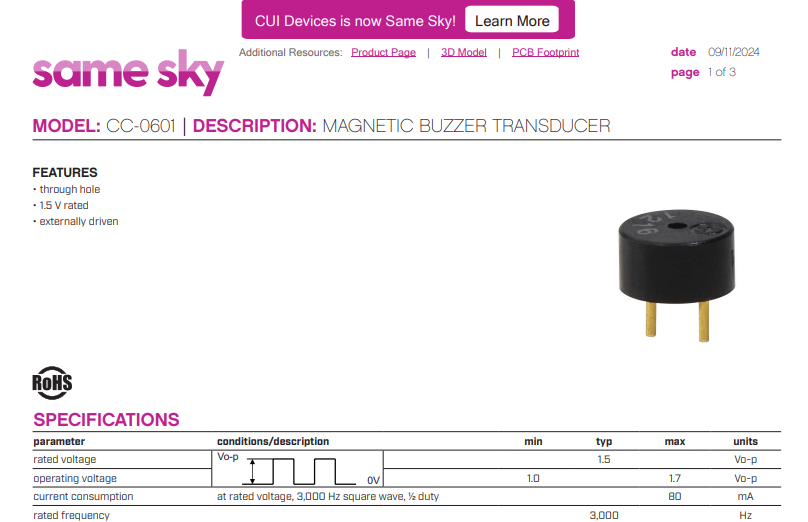 CUI Devices is now Same Sky! Learn More
Additional Resources: Product Page | 3D Model | PCB Footprint
date 09/11/2024
page 1 of 3
same sky
MODEL: CC-0601 | DESCRIPTION: MAGNETIC BUZZER TRANSDUCER
FEATURES
• through hole
• 1.5 V rated
• externally driven
1216
RoHS
SPECIFICATIONS
parameter conditions/description min typ max units
rated voltage 1.5 Vo-p
Vo-p
0V
operating voltage 1.0 1.7 Vo-p
current consumption at rated voltage, 3,000 Hz square wave, ½ duty 80 mA
rated frequency 3,000 Hz